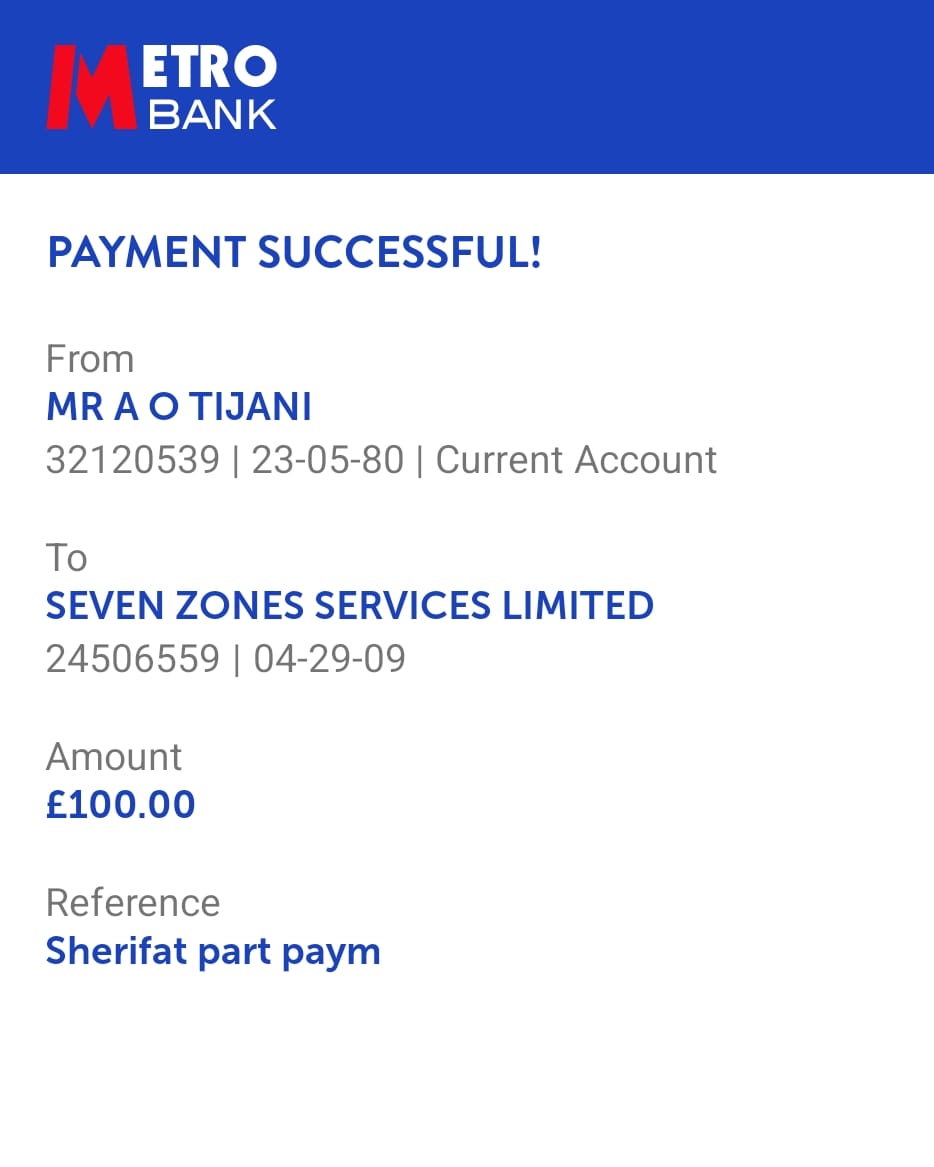 METRO
BANK
PAYMENT SUCCESSFUL!
From
MR A O TIJANI
32120539 | 23-05-80 | Current Account
To
SEVEN ZONES SERVICES LIMITED
24506559 | 04-29-09
Amount
£100.00
Reference
Sherifat part paym